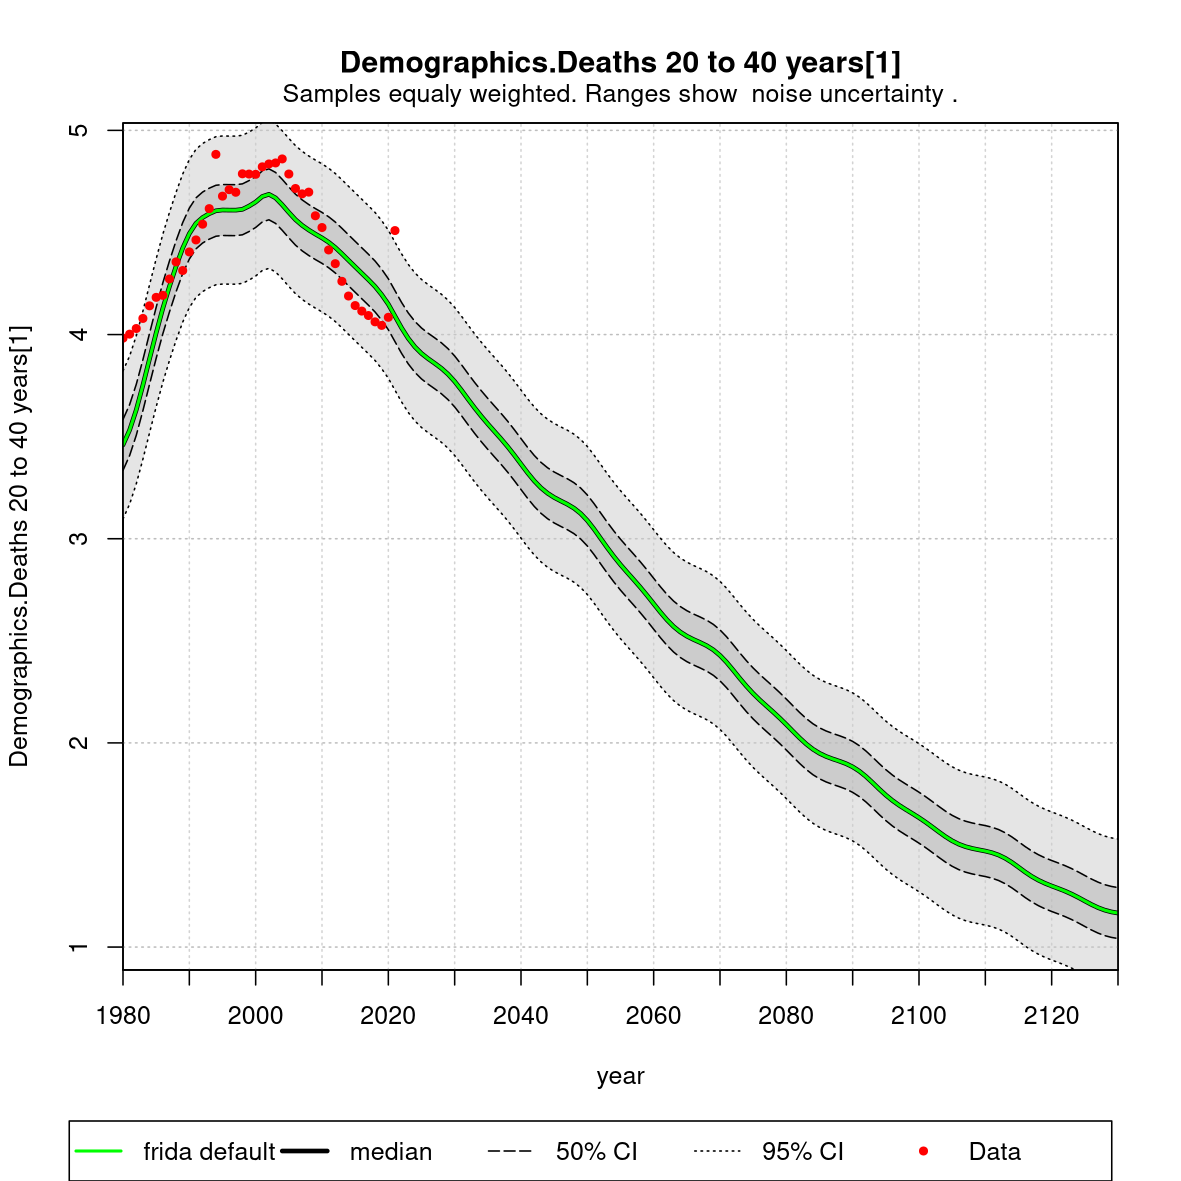 Demographics.Deaths 20 to 40 years[1]
Samples equaly weighted. Ranges show  noise uncertainty .
Demographics.Deaths 20 to 40 years[1]
5
4
3
2
1
1980 2000 2020 2040 2060 2080 2100 2120
year
frida default median 50% CI 95% CI Data